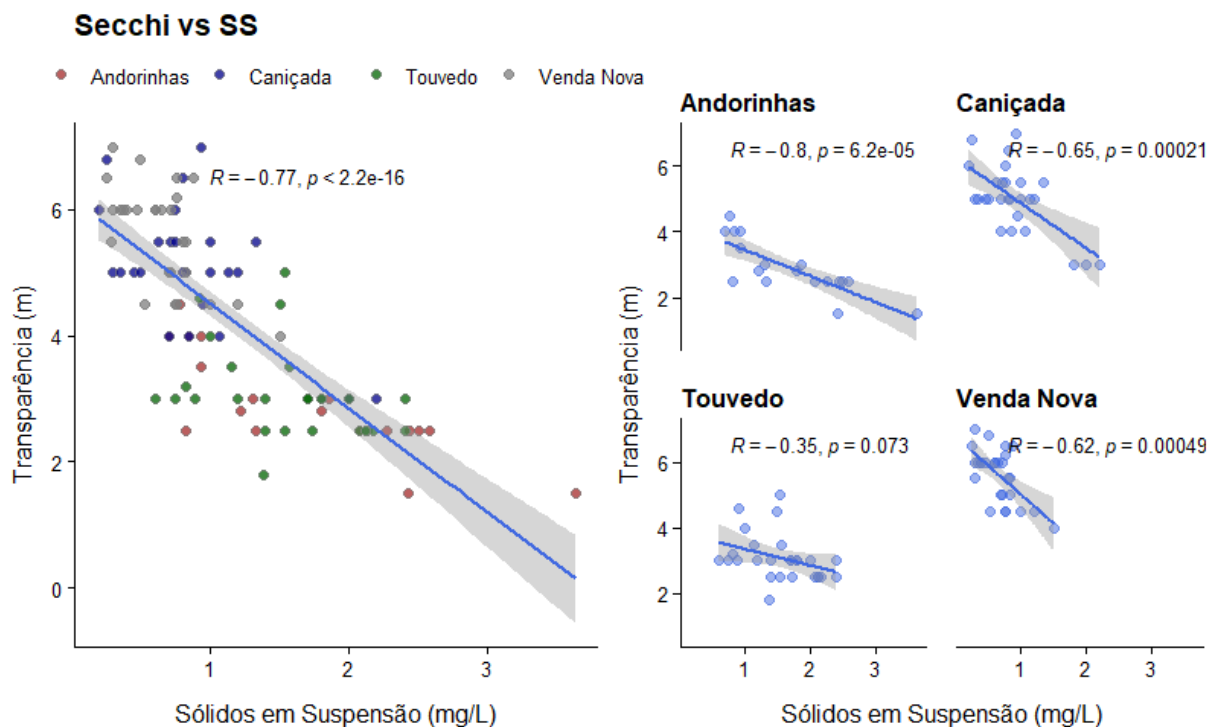 Secchi vs SS
Andorinhas Caniçada Touvedo Venda Nova
R = −0.77, p < 2.2e-16
Transparência (m)
6
4
2
0
1 2 3
Sólidos em Suspensão (mg/L)
Andorinhas Caniçada
R = −0.8, p = 6.2e-05 R = −0.65, p = 0.00021
6
4
2
Touvedo Venda Nova
R = −0.35, p = 0.073 R = −0.62, p = 0.00049
Transparência (m)
6
4
2
1 2 3 1 2 3
Sólidos em Suspensão (mg/L)